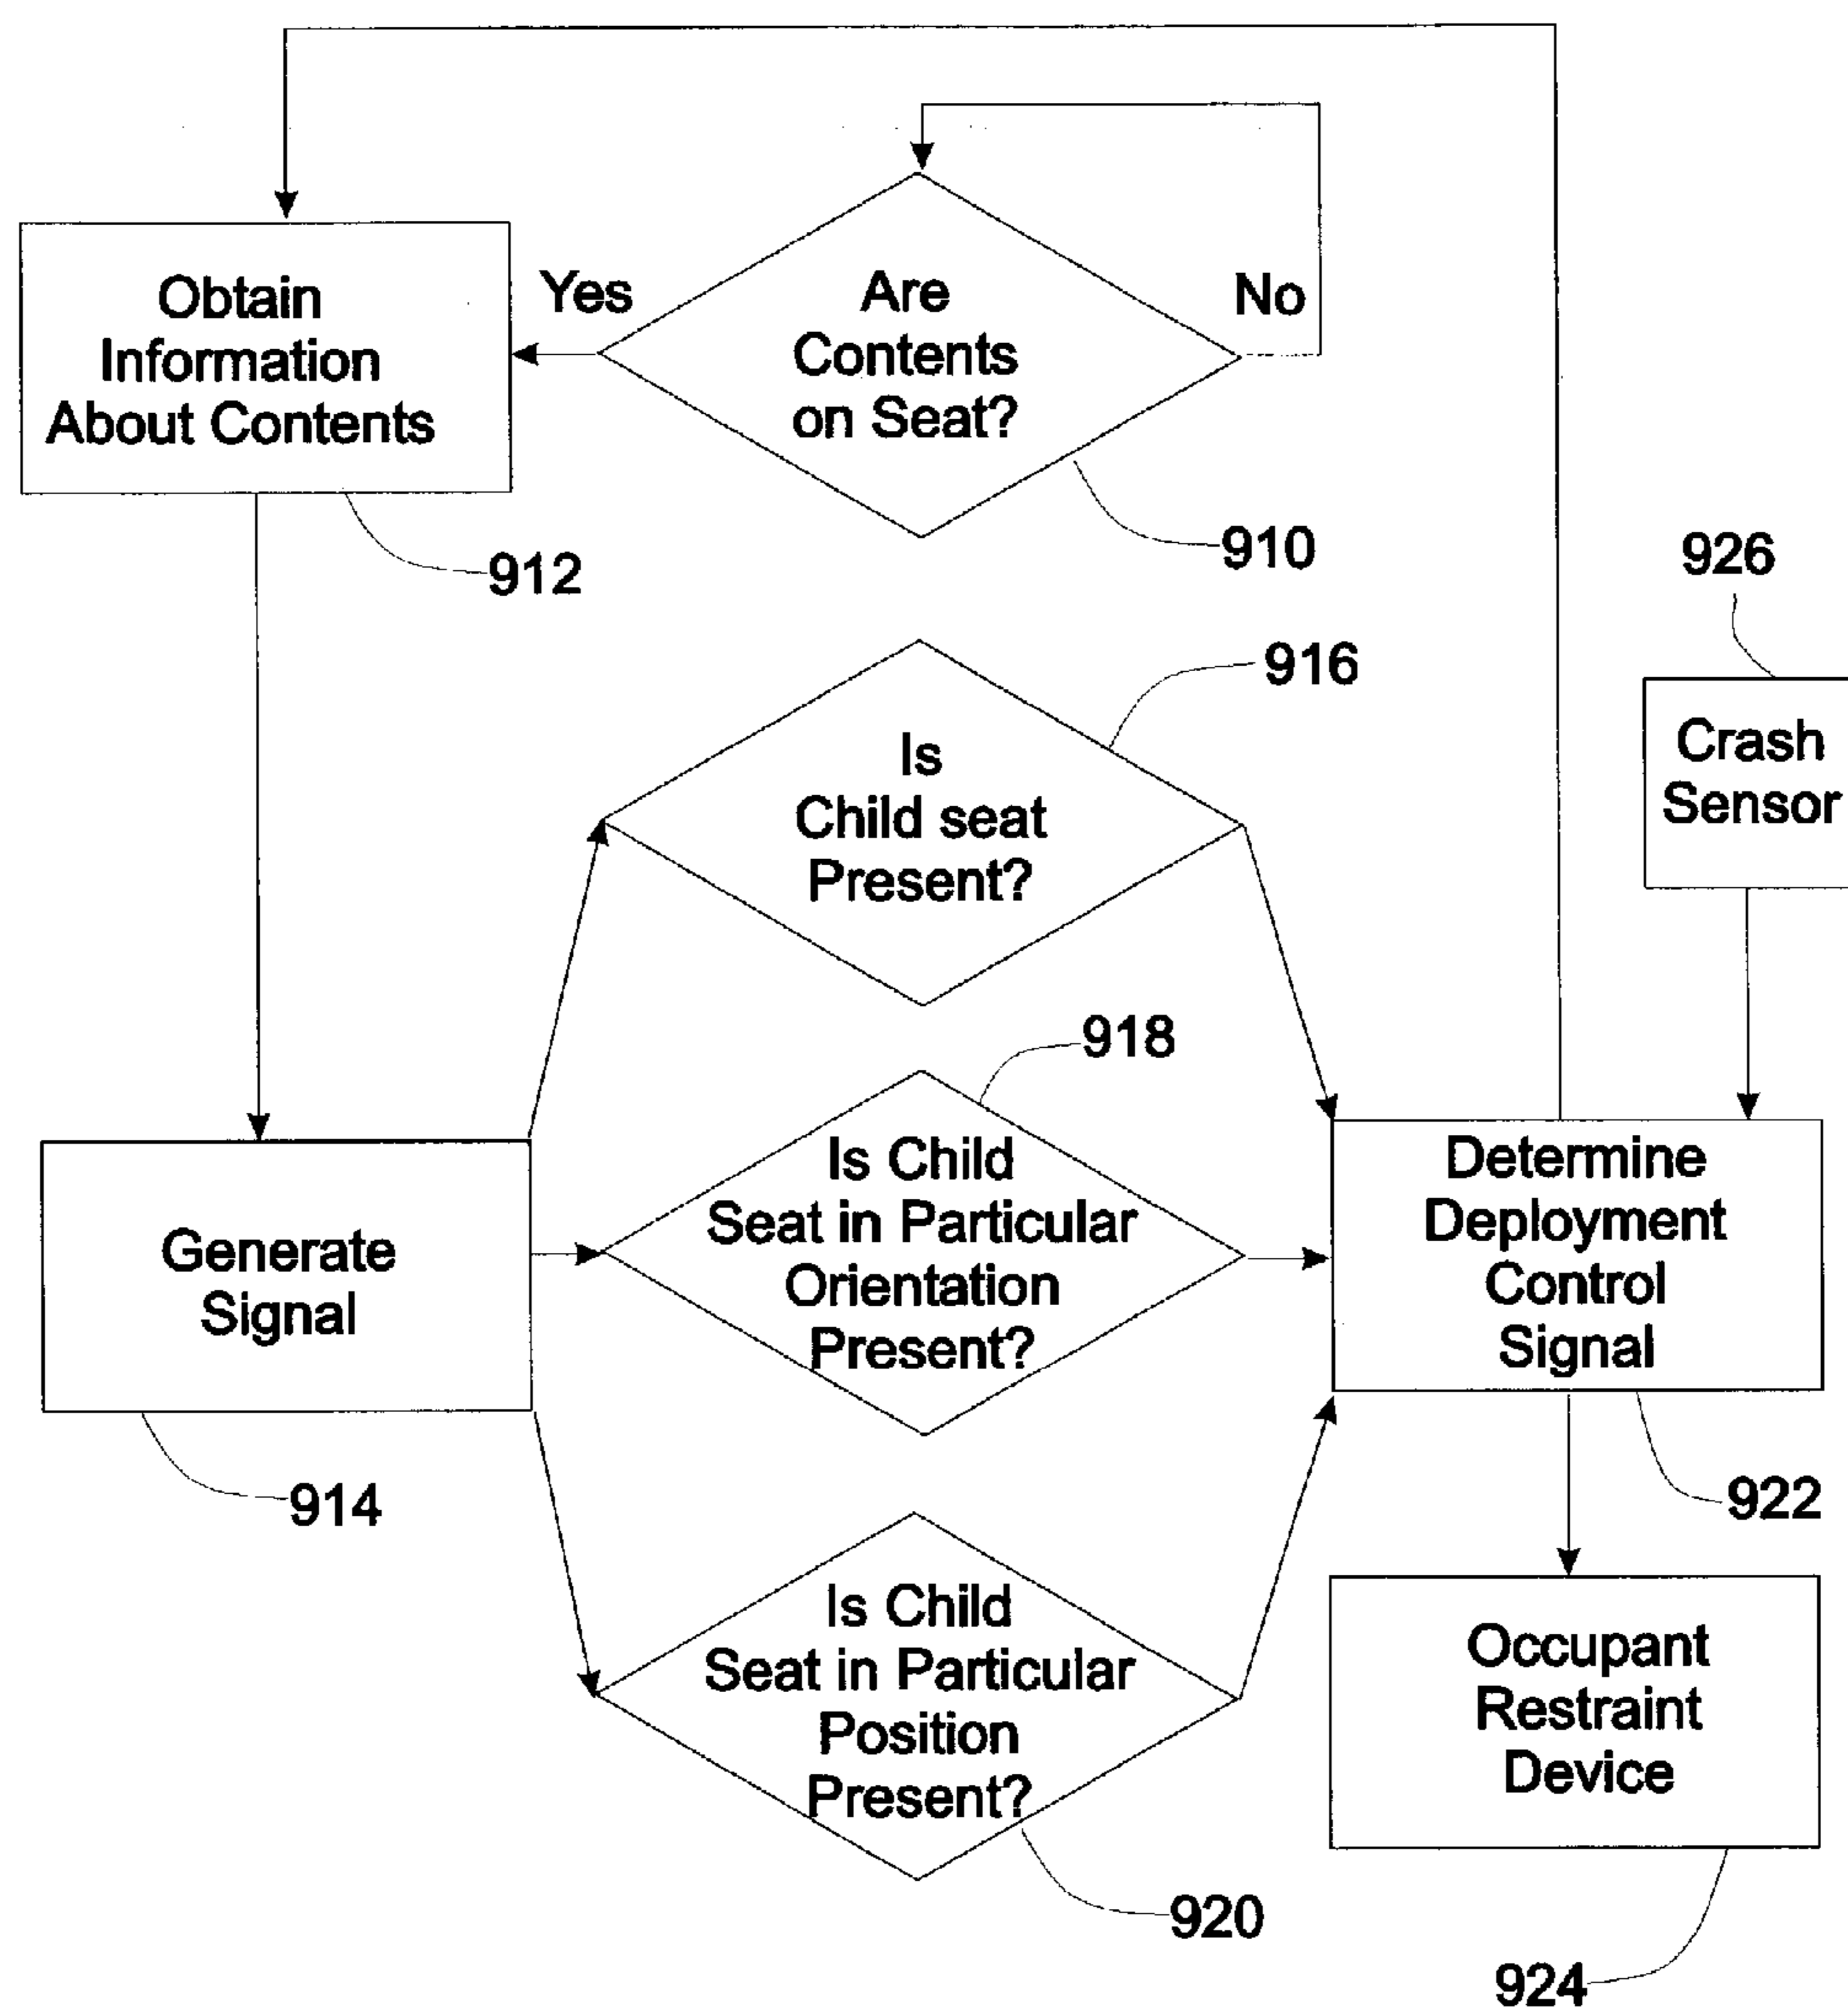 Obtain
Information
About Contents
Yes
Are
Contents
on Seat?
No
910
912
926
916
Is
Child seat
Present?
Crash
Sensor
918
Is Child
Seat in Particular
Orientation
Present?
Generate
Signal
Determine
Deployment
Control
Signal
914
922
Is Child
Seat in Particular
Position
Present?
Occupant
Restraint
Device
920
924